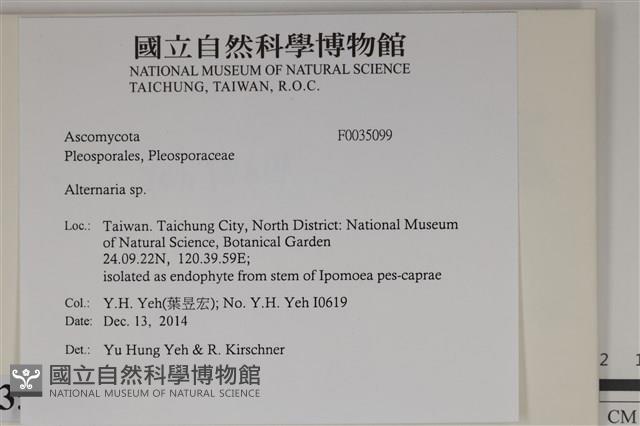 國立自然科學博物館
NATIONAL MUSEUM OF NATURAL SCIENCE
TAICHUNG, TAIWAN, R.O.C.
Ascomycota F0035099
Pleosporales, Pleosporaceae
Alternaria sp.
Loc.: Taiwan. Taichung City, North District: National Museum
of Natural Science, Botanical Garden
24.09.22N, 120.39.59E;
isolated as endophyte from stem of Ipomoea pes-caprae
Col.: Y.H. Yeh(葉昱宏); No. Y.H. Yeh I0619
Date: Dec. 13, 2014
Det.: Yu Hung Yeh & R. Kirschner
國立自然科學博物館
NATIONAL MUSEUM OF NATURAL SCIENCE
2 1
CM